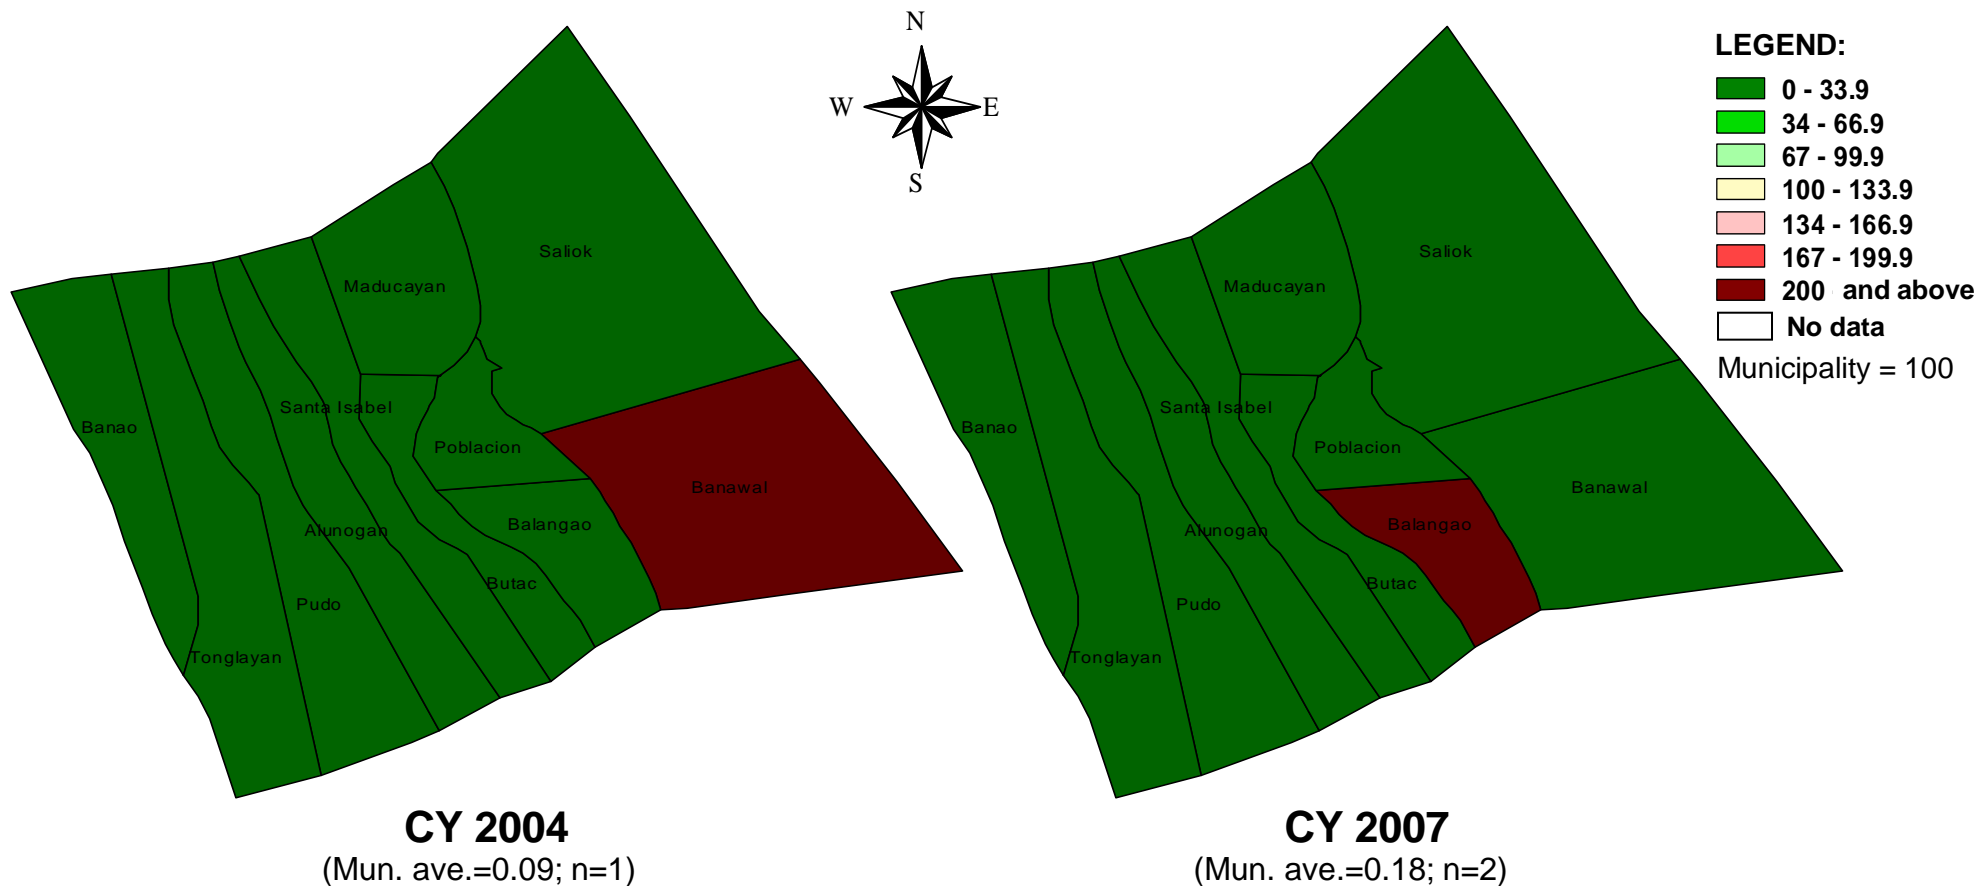 N
W
E
S
LEGEND:
0 - 33.9
34 - 66.9
67 - 99.9
100 - 133.9
134 - 166.9
167 - 199.9
200 and above
No data
Municipality = 100
Saliok
Maducayan
Santa Isabel
Banao
Poblacion
Banawal
Balangao
Alunogan
Butac
Pudo
Tonglayan
CY 2004
(Mun. ave.=0.09; n=1)
Saliok
Maducayan
Santa Isabel
Banao
Poblacion
Banawal
Balangao
Alunogan
Butac
Pudo
Tonglayan
CY 2007
(Mun. ave.=0.18; n=2)